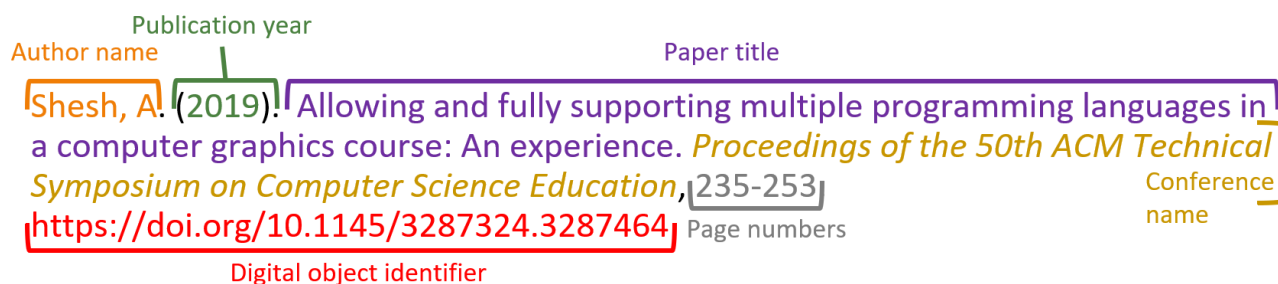 Publication year
Author name
Paper title
Shesh, A. (2019). Allowing and fully supporting multiple programming languages in
a computer graphics course: An experience. Proceedings of the 50th ACM Technical
Symposium on Computer Science Education, 235-253
Conference
name
https://doi.org/10.1145/3287324.3287464
Page numbers
Digital object identifier